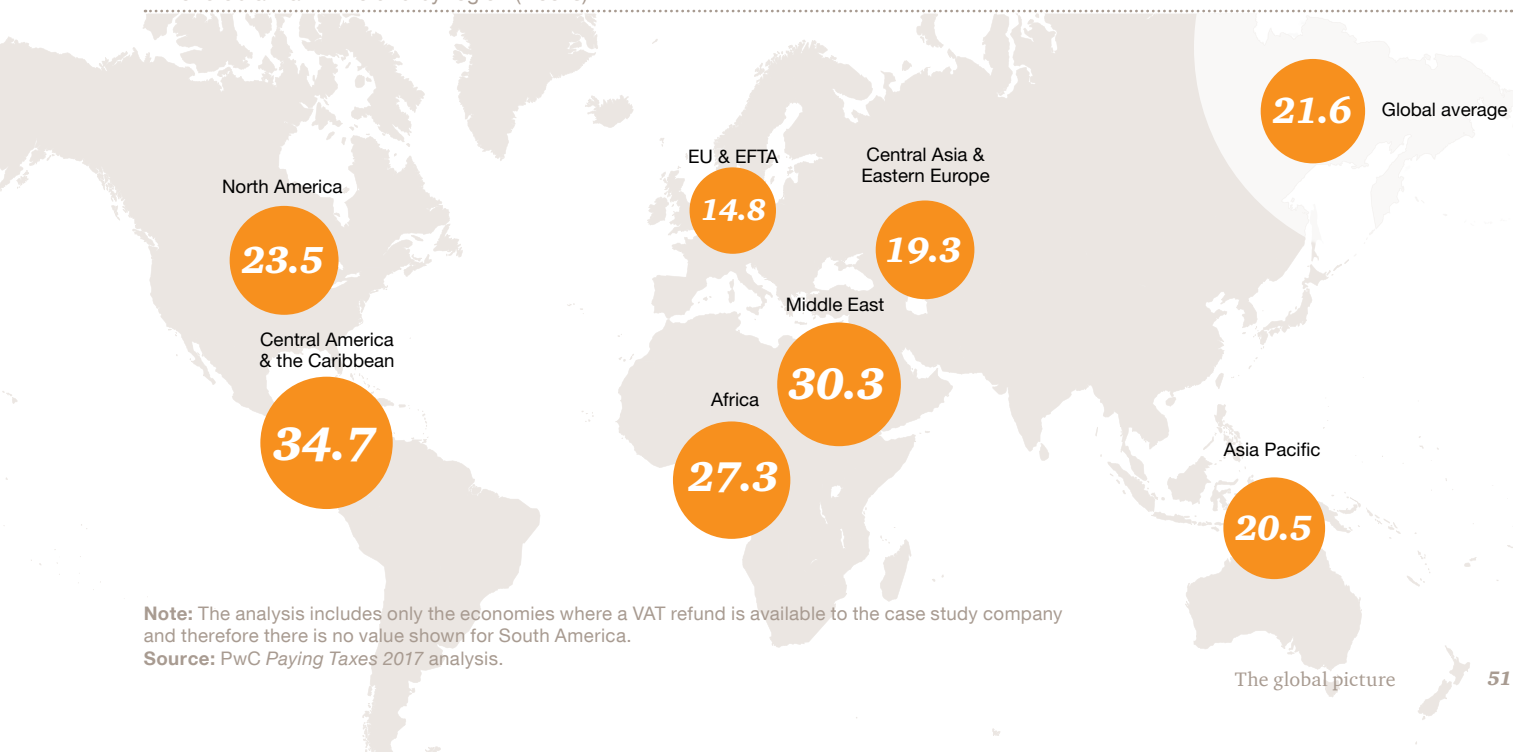 Global average
21.6
EU & EFTA
14.8
Central Asia &
Eastern Europe
19.3
North America
23.5
Middle East
30.3
Central America
& the Caribbean
34.7
Africa
27.3
Asia Pacific
20.5
Note: The analysis includes only the economies where a VAT refund is available to the case study company
and therefore there is no value shown for South America.
Source: PwC Paying Taxes 2017 analysis.
The global picture 51